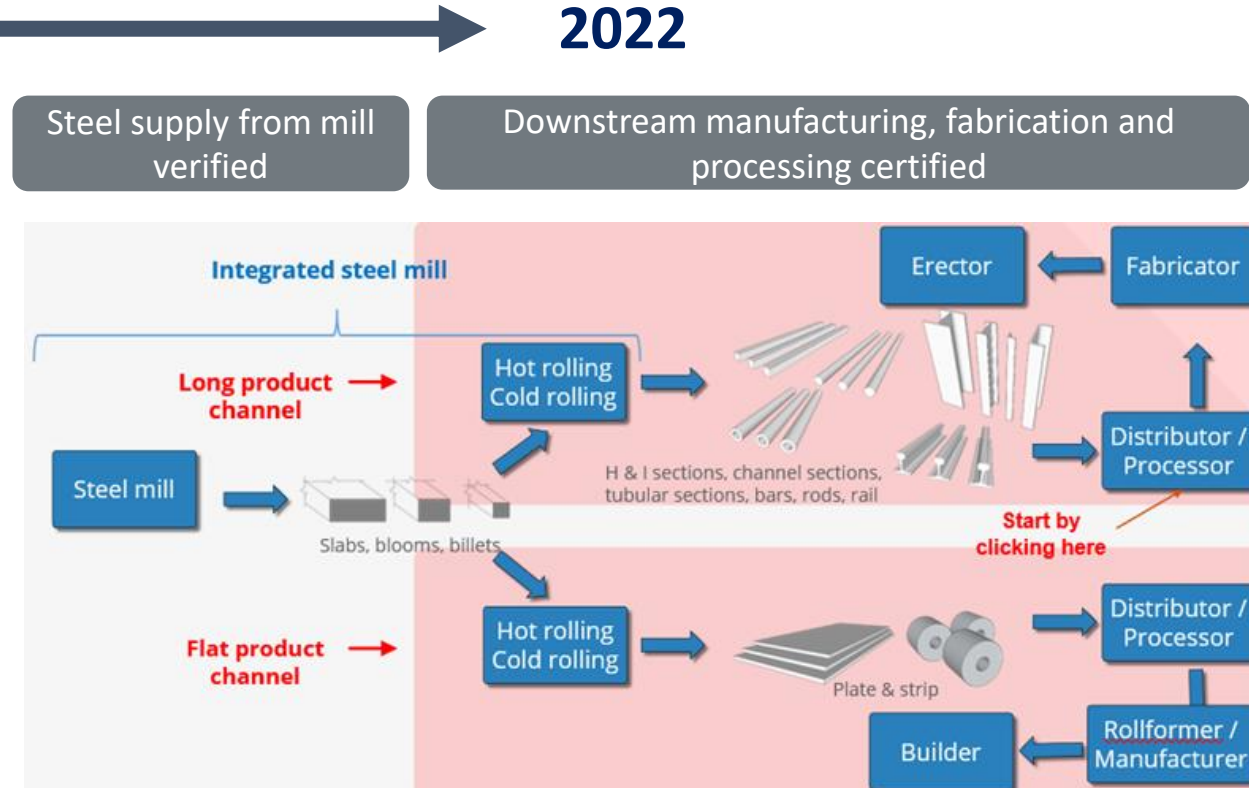 2022
Steel supply from mill
verified
Downstream manufacturing, fabrication and
processing certified
Integrated steel mill
Erector
Fabricator
Long product
channel
Hot rolling
Cold rolling
Steel mill
Slabs, blooms, billets
H & I sections, channel sections,
tubular sections, bars, rods, rail
Distributor /
Processor
Start by
clicking here
Flat product
channel
Hot rolling
Cold rolling
Plate & strip
Distributor /
Processor
Builder
Rollformer /
Manufacturer